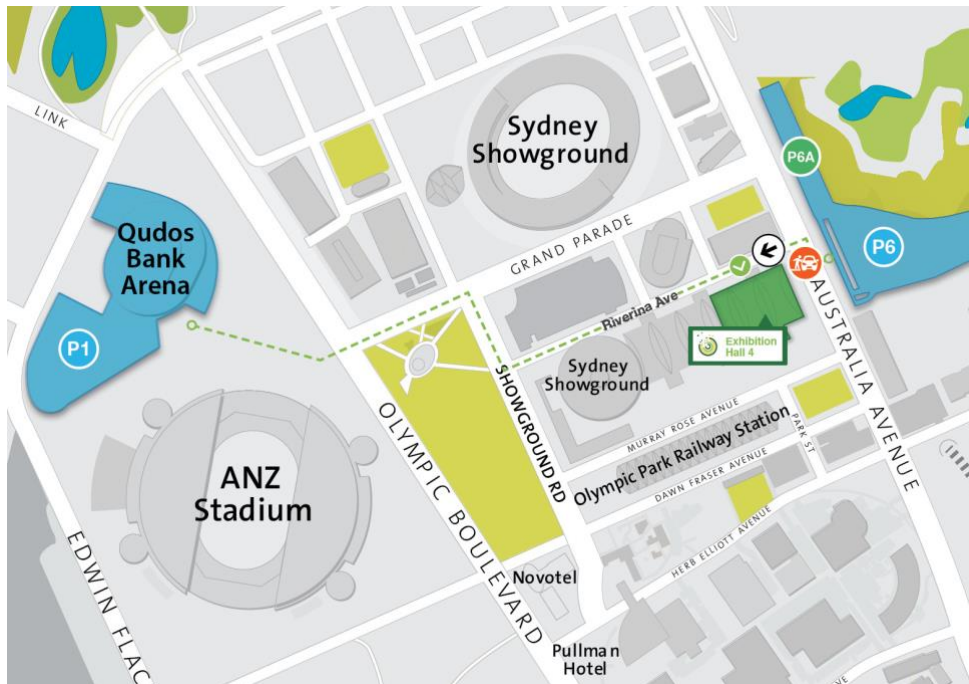 LINK
Sydney
Showground
P6A
Qudos
Bank
Arena
GRAND PARADE
P6
P1
Riverina Ave
AUSTRALIA AVENUE
Exhibition
Hall 4
Sydney
Showground
SHOWGROUND RD
MURRAY ROSE AVENUE
Olympic Park Railway Station
PARK ST
DAWN FRASER AVENUE
OLYMPIC BOULEVARD
ANZ
Stadium
HERB ELLIOTT AVENUE
EDWIN FLAC
Novotel
Pullman
Hotel
VE